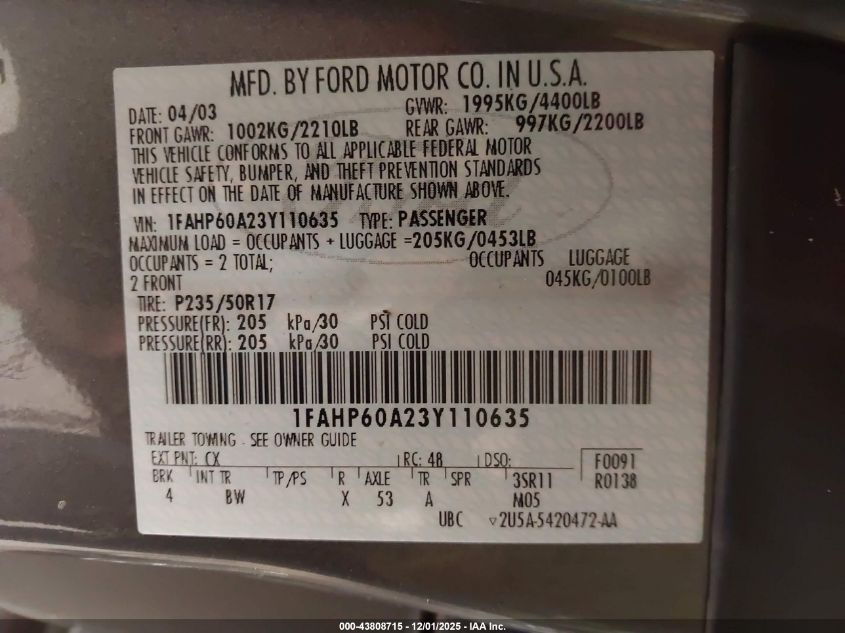 MFD. BY FORD MOTOR CO. IN U.S.A.
DATE: 04/03 GVWR: 1995KG/4400LB
FRONT GAWR: 1002KG/2210LB REAR GAWR: 997KG/2200LB
THIS VEHICLE CONFORMS TO ALL APPLICABLE FEDERAL MOTOR
VEHICLE SAFETY, BUMPER, AND THEFT PREVENTION STANDARDS
IN EFFECT ON THE DATE OF MANUFACTURE SHOWN ABOVE.
VIN: 1FAHP60A23Y110635 TYPE: PASSENGER
MAXIMUM LOAD = OCCUPANTS + LUGGAGE =205KG/0453LB
OCCUPANTS = 2 TOTAL; OCCUPANTS LUGGAGE
2 FRONT 045KG/0100LB
TIRE: P235/50R17
PRESSURE(FR): 205 kPa/30 PSI COLD
PRESSURE(RR): 205 kPa/30 PSI COLD
1FAHP60A23Y110635
TRAILER TOWING - SEE OWNER GUIDE
EXT PNT: CX RC: 48 DSO: F0091
BRK INT TR TP/PS R AXLE TR SPR 3SR11 R0138
4 BW X 53 A M05
UBC ▽2U5A-5420472-AA
000-43808715 - 12/01/2025 - IAA Inc.